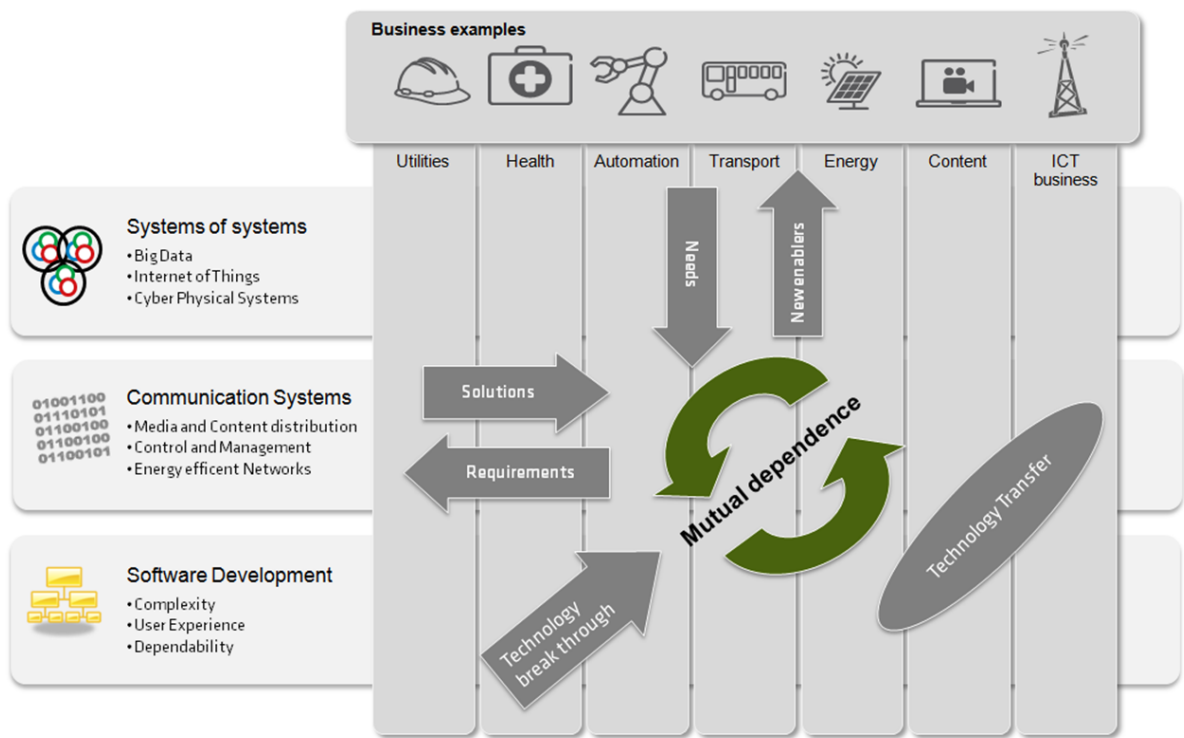 Business examples
Utilities
Health
Automation
Transport
Energy
Content
ICT
business
Systems of systems
• Big Data
• Internet of Things
• Cyber Physical Systems
Needs
New enablers
Communication Systems
• Media and Content distribution
• Control and Management
• Energy efficent Networks
01001100
01110101
01100100
01100100
01100101
Solutions
Requirements
Mutual dependence
Technology Transfer
Software Development
• Complexity
• User Experience
• Dependability
Technology
break through